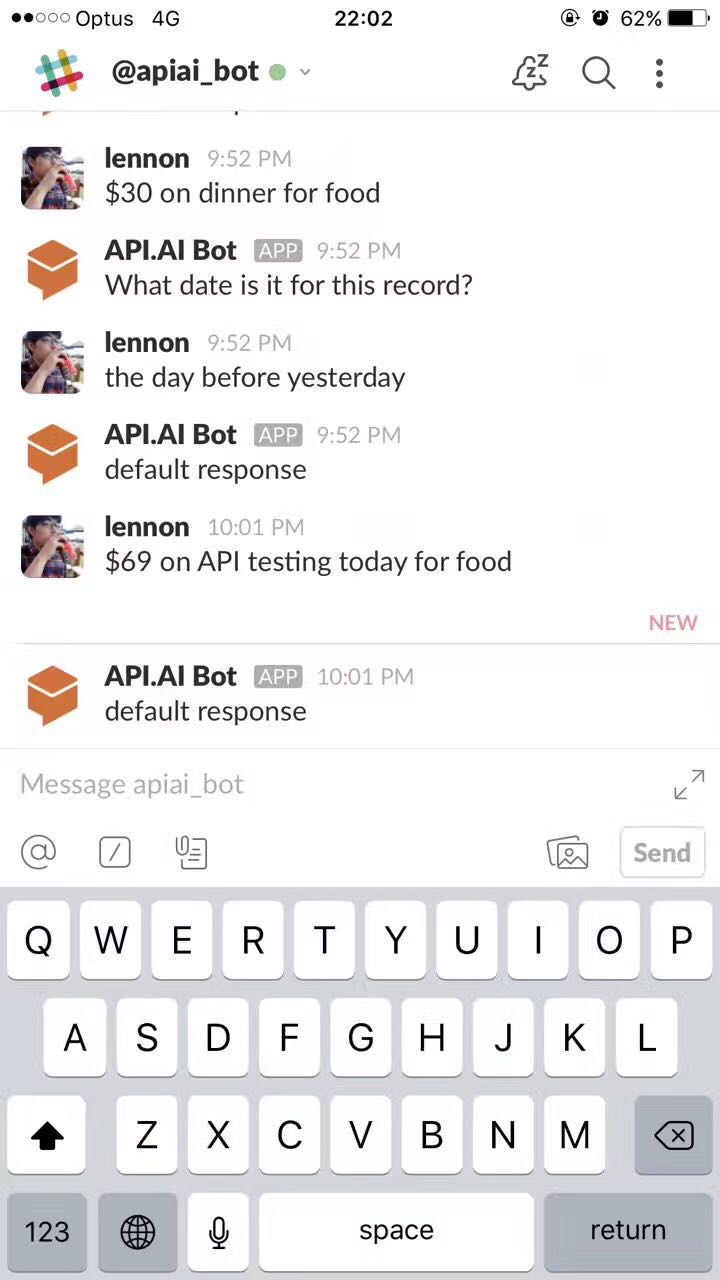 Optus 4G 22:02 62%
@apiai_bot
lennon 9:52 PM
$30 on dinner for food
API.AI Bot APP 9:52 PM
What date is it for this record?
lennon 9:52 PM
the day before yesterday
API.AI Bot APP 9:52 PM
default response
lennon 10:01 PM
$69 on API testing today for food
NEW
API.AI Bot APP 10:01 PM
default response
Message apiai_bot
Send
Q W E R T Y U I O P
A S D F G H J K L
Z X C V B N M
123 space return